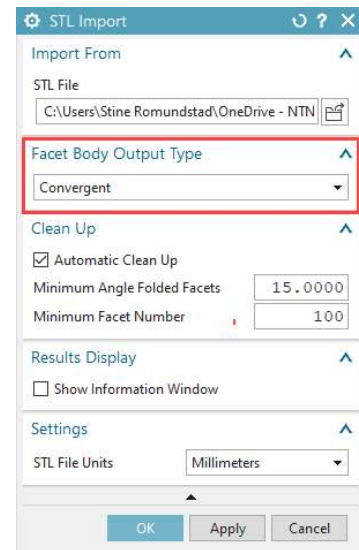 STL Import
Import From
STL File
C:\Users\Stine Romundstad\OneDrive - NTN
Facet Body Output Type
Convergent
Clean Up
Automatic Clean Up
Minimum Angle Folded Facets 15.0000
Minimum Facet Number 100
Results Display
Show Information Window
Settings
STL File Units Millimeters
OK Apply Cancel